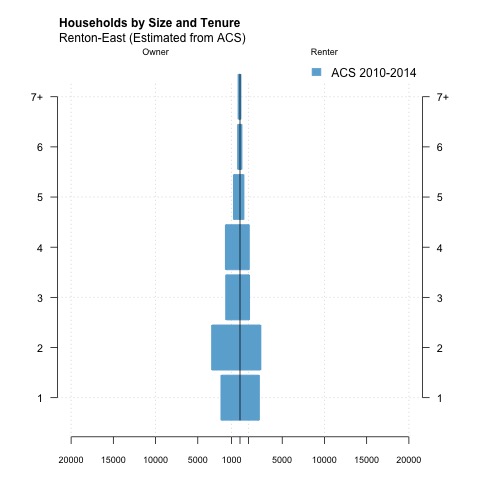 Households by Size and Tenure
Renton-East (Estimated from ACS)
Owner Renter
ACS 2010-2014
7+ 7+
6 6
5 5
4 4
3 3
2 2
1 1
20000 15000 10000 5000 1000 5000 10000 15000 20000